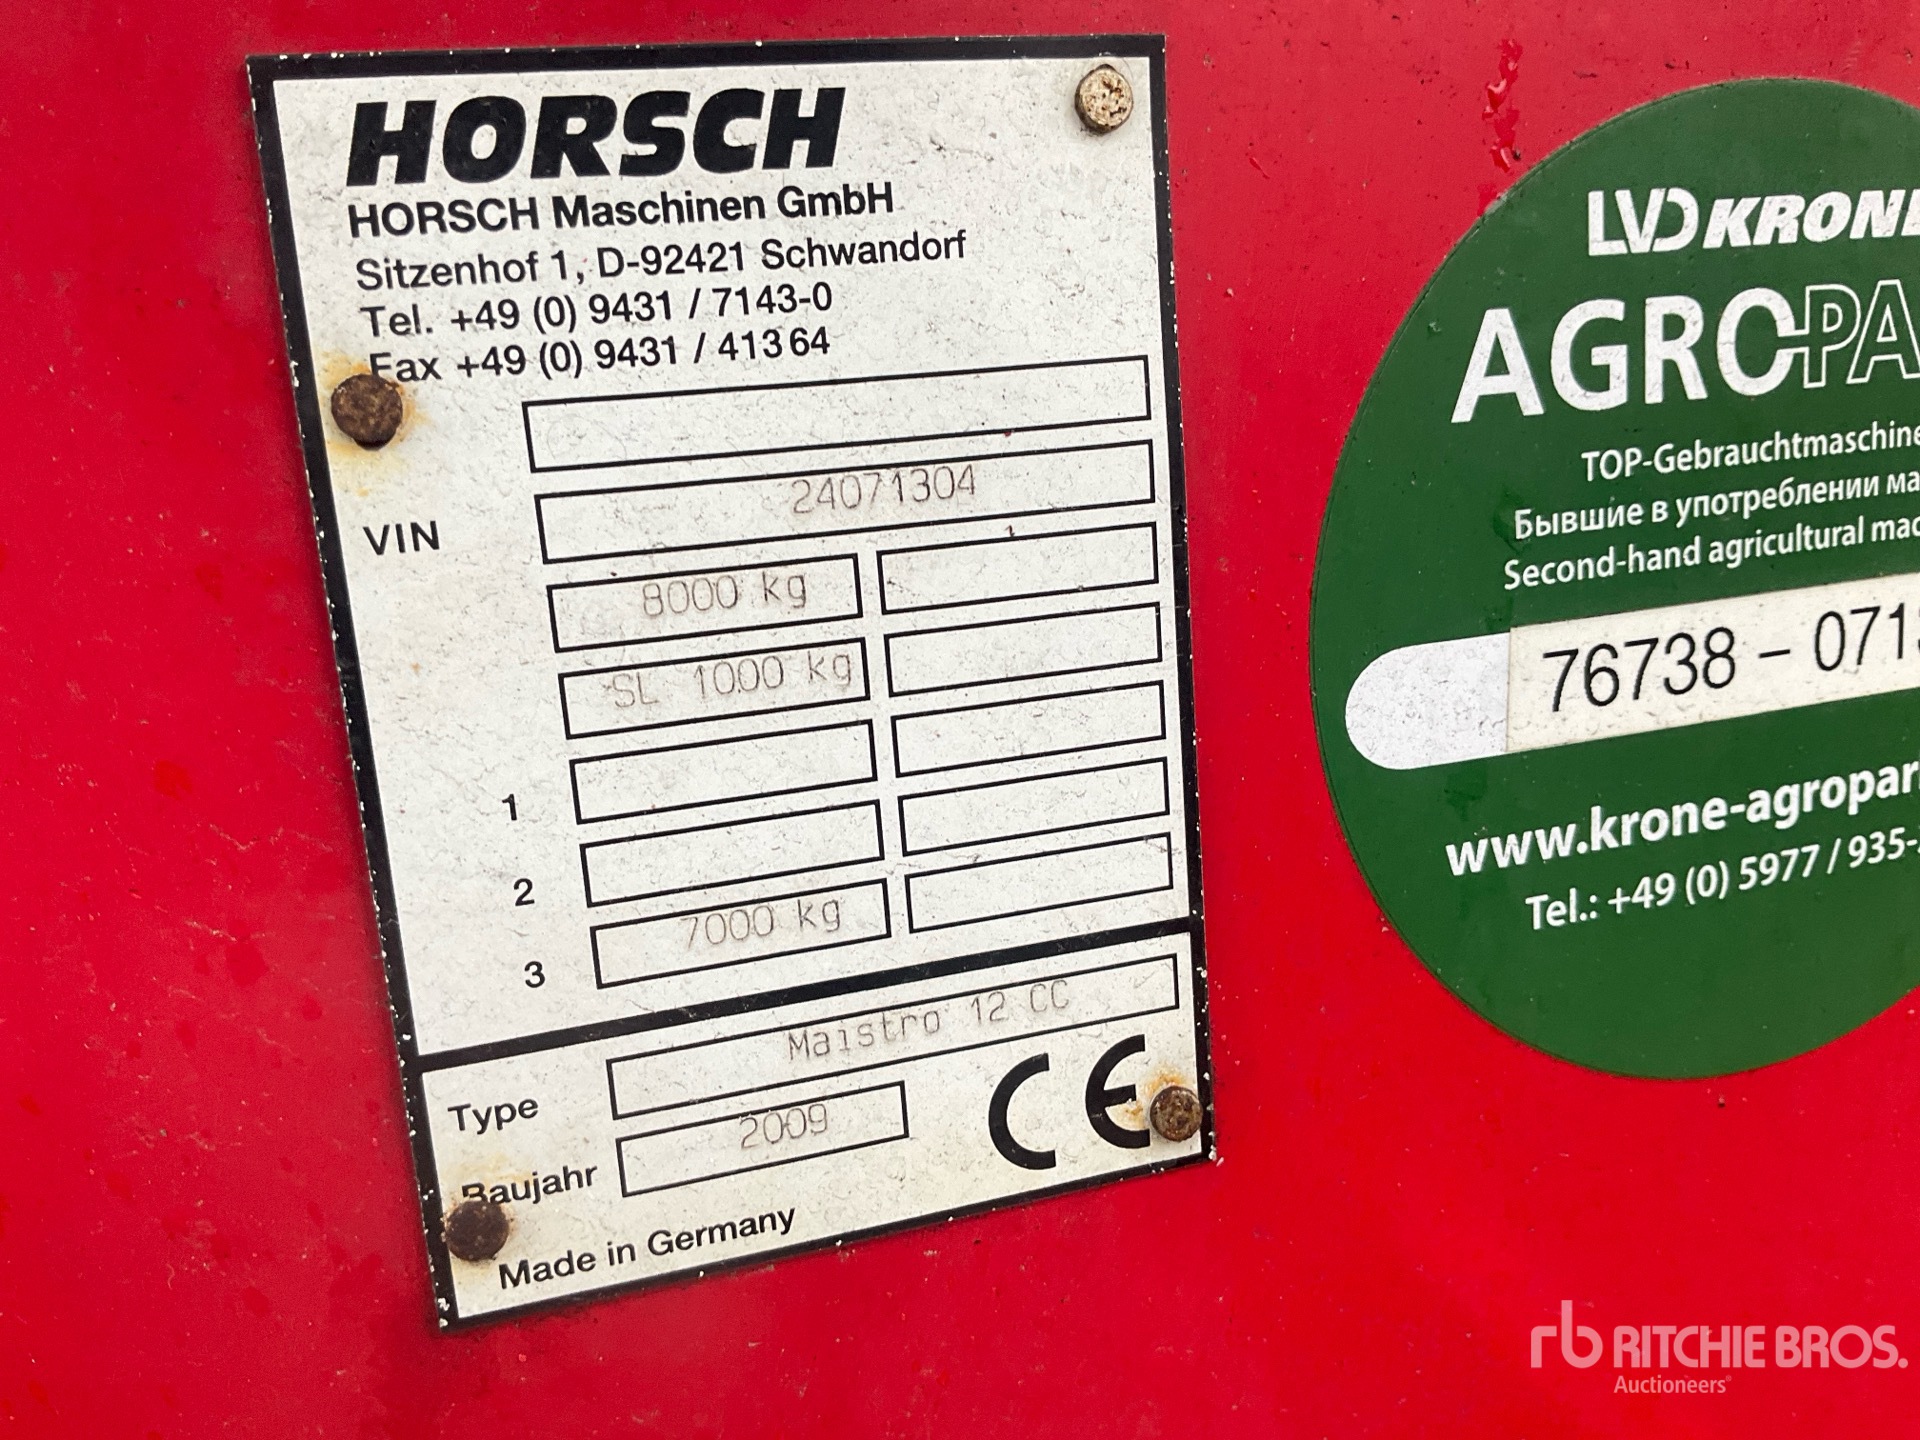 HORSCH
HORSCH Maschinen GmbH
Sitzenhof 1, D-92421 Schwandorf
Tel. +49 (0) 9431 / 7143-0
Fax +49 (0) 9431 / 41364
VIN 24071304
8000 kg
SL 1000 kg
1
2
3 7000 kg
Type Maistro 12 CC
Baujahr 2009
CE
Made in Germany
LVD KRONE
AGROPA
TOP-Gebrauchtmaschine
Бывшие в употреблении ма
Second-hand agricultural mac
76738 - 071
www.krone-agropar
Tel.: +49 (0) 5977 / 935-
rb RITCHIE BROS.
Auctioneers